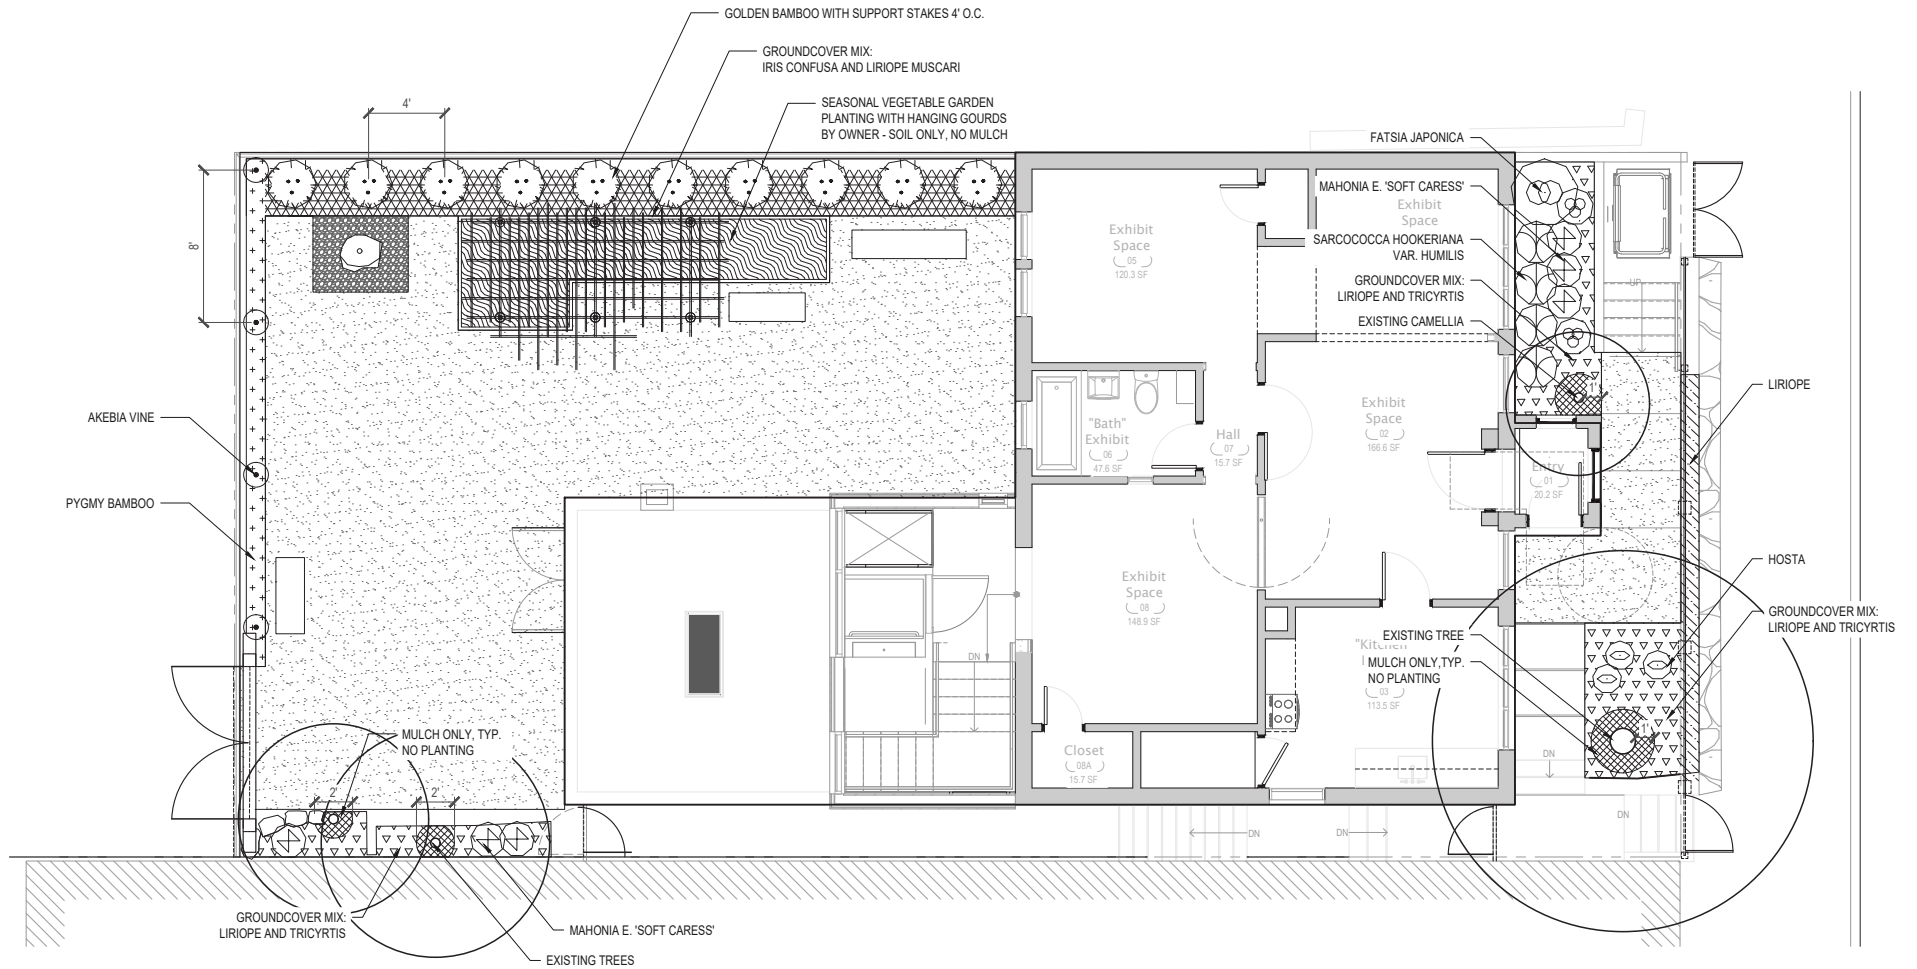 GOLDEN BAMBOO WITH SUPPORT STAKES 4' O.C.
GROUNDCOVER MIX:
IRIS CONFUSA AND LIRIOPE MUSCARI
SEASONAL VEGETABLE GARDEN
PLANTING WITH HANGING GOURDS
BY OWNER - SOIL ONLY, NO MULCH
4'
8'
AKEBIA VINE
PYGMY BAMBOO
FATSIA JAPONICA
MAHONIA E. 'SOFT CARESS'
Exhibit
Space
SARCOCOCCA HOOKERIANA
VAR. HUMILIS
GROUNDCOVER MIX:
LIRIOPE AND TRICYRTIS
EXISTING CAMELLIA
Exhibit
Space
05
120.3 SF
UP
1'
LIRIOPE
Exhibit
Space
02
166.6 SF
"Bath"
Exhibit
06
47.6 SF
Hall
07
15.7 SF
Entry
01
20.2 SF
HOSTA
GROUNDCOVER MIX:
LIRIOPE AND TRICYRTIS
Exhibit
Space
08
148.9 SF
DN
EXISTING TREE
"Kitchen
MULCH ONLY,TYP.
NO PLANTING
03
113.5 SF
1'
DN
Closet
08A
15.7 SF
MULCH ONLY, TYP.
NO PLANTING
2'
2'
DN
DN
DN
GROUNDCOVER MIX:
LIRIOPE AND TRICYRTIS
MAHONIA E. 'SOFT CARESS'
EXISTING TREES